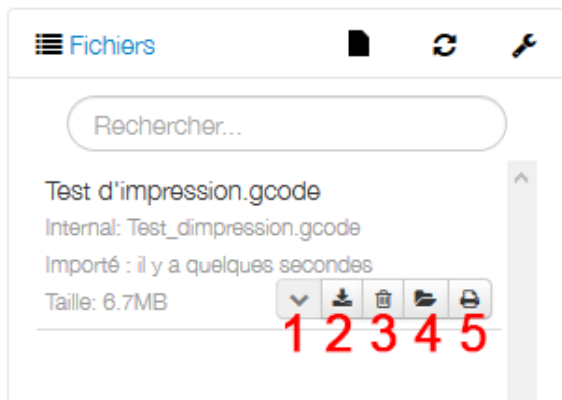 Fichiers
Rechercher...
Test d'impression.gcode
Internal: Test_dimpression.gcode
Importé : il y a quelques secondes
Taille: 6.7MB
1 2 3 4 5